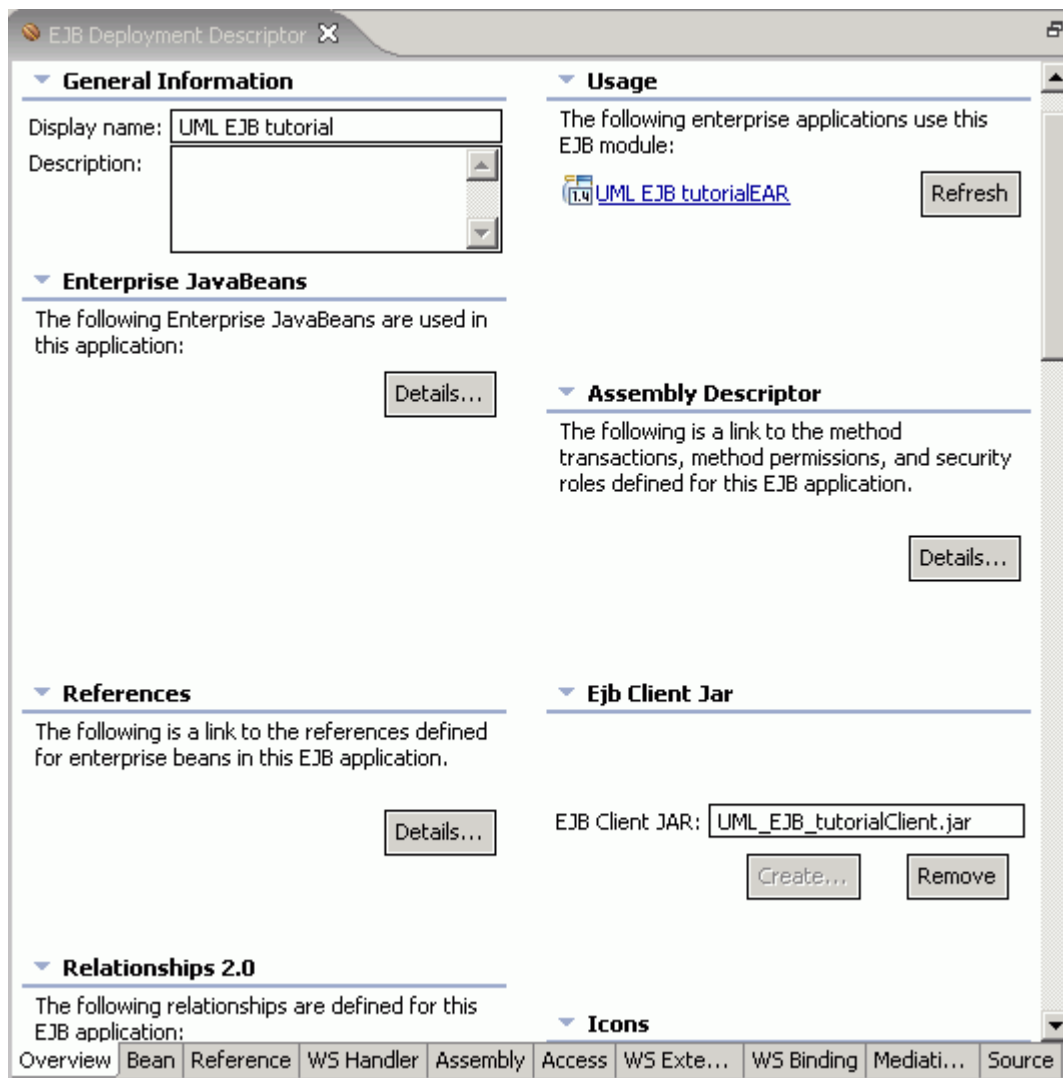 EJB Deployment Descriptor
General Information
Display name: UML EJB tutorial
Description:
Enterprise JavaBeans
The following Enterprise JavaBeans are used in
this application:
Details...
References
The following is a link to the references defined
for enterprise beans in this EJB application.
Details...
Relationships 2.0
The following relationships are defined for this
EJB application:
Usage
The following enterprise applications use this
EJB module:
1.4 UML EJB tutorialEAR
Refresh
Assembly Descriptor
The following is a link to the method
transactions, method permissions, and security
roles defined for this EJB application.
Details...
Ejb Client Jar
EJB Client JAR: UML_EJB_tutorialClient.jar
Create... Remove
Icons
Overview Bean Reference WS Handler Assembly Access WS Exte... WS Binding Mediati... Source